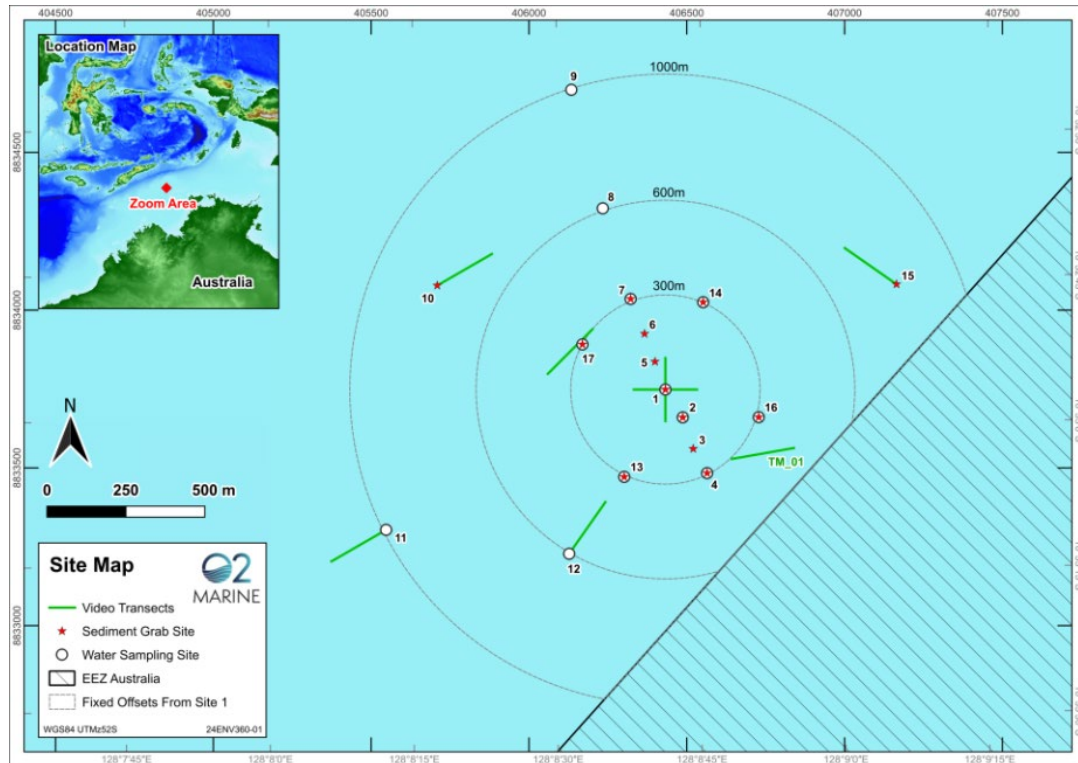 404500 405000 405500 406000 406500 407000 407500
Location Map
Zoom Area
Australia
8834500
8834000
8833500
8833000
1000m
600m
300m
9
8
10
15
7
14
6
17
5
1
2
16
3
TM_01
13
4
11
12
N
0 250 500 m
Site Map
O2
MARINE
Video Transects
Sediment Grab Site
Water Sampling Site
EEZ Australia
Fixed Offsets From Site 1
WGS84 UTMz52S 24ENV360-01
128°7'45"E 128°8'0"E 128°8'15"E 128°8'30"E 128°8'45"E 128°9'0"E 128°9'15"E